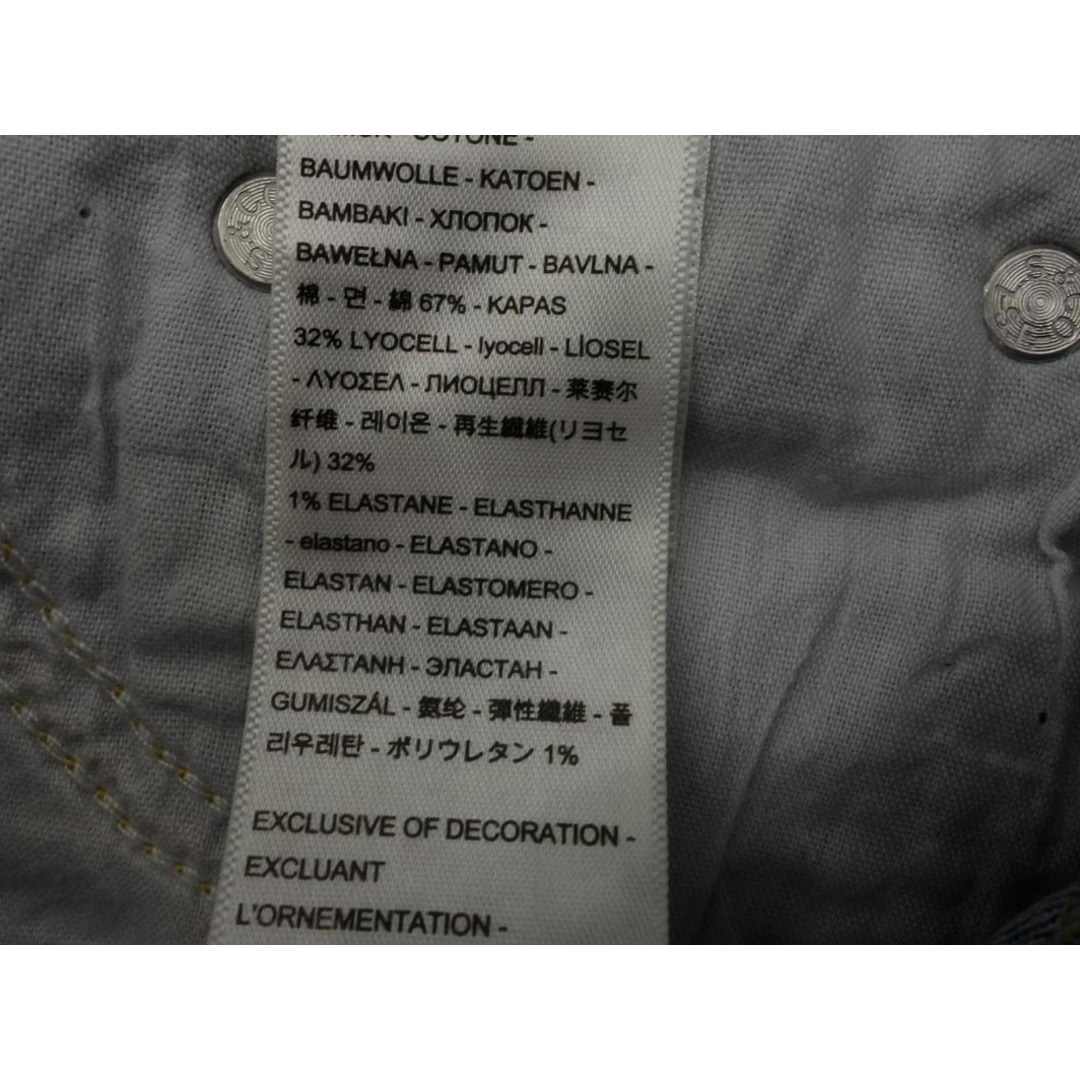 COTONE -
BAUMWOLLE - KATOEN -
BAMBAKI - ХЛОПОК -
BAWEŁNA - PAMUT - BAVLNA -
棉 - 면 - 綿 67% - KAPAS
32% LYOCELL - lyocell - LİOSEL
- ΛΥΟΣΕΛ - ЛИОЦЕЛЛ - 莱赛尔
纤维 - 레이온 - 再生繊維(リヨセ
ル) 32%
1% ELASTANE - ELASTHANNE
- elastano - ELASTANO -
ELASTAN - ELASTOMERO -
ELASTHAN - ELASTAAN -
ΕΛΑΣΤΑΝΗ - ЭЛАСТАН -
GUMISZÁL - 氨纶 - 彈性纖維 - 폴
리우레탄 - ポリウレタン 1%
EXCLUSIVE OF DECORATION -
EXCLUANT
L'ORNEMENTATION -